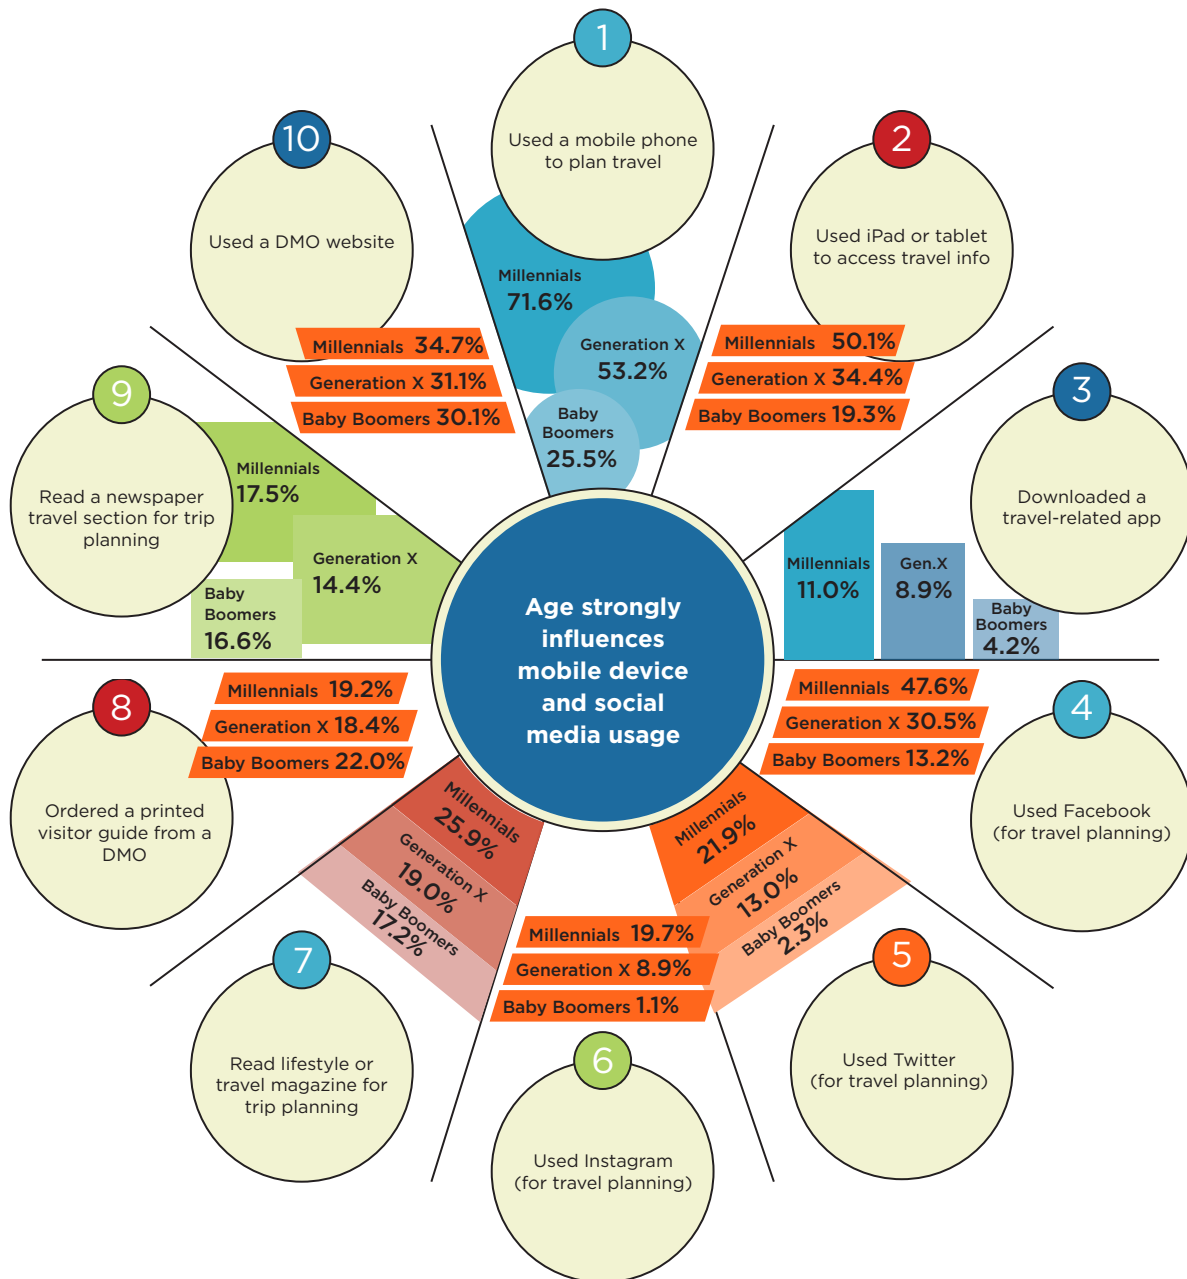 1
Used a mobile phone
to plan travel
Millennials
71.6%
Generation X
53.2%
Baby
Boomers
25.5%
2
Used iPad or tablet
to access travel info
Millennials 50.1%
Generation X 34.4%
Baby Boomers 19.3%
3
Downloaded a
travel-related app
Millennials
11.0%
Gen.X
8.9%
Baby
Boomers
4.2%
4
Used Facebook
(for travel planning)
Millennials 47.6%
Generation X 30.5%
Baby Boomers 13.2%
5
Used Twitter
(for travel planning)
Millennials
21.9%
Generation X
13.0%
Baby Boomers
2.3%
6
Used Instagram
(for travel planning)
Millennials 19.7%
Generation X 8.9%
Baby Boomers 1.1%
7
Read lifestyle or
travel magazine for
trip planning
Millennials
25.9%
Generation X
19.0%
Baby Boomers
17.2%
8
Ordered a printed
visitor guide from a
DMO
Millennials 19.2%
Generation X 18.4%
Baby Boomers 22.0%
9
Read a newspaper
travel section for trip
planning
Millennials
17.5%
Generation X
14.4%
Baby
Boomers
16.6%
10
Used a DMO website
Millennials 34.7%
Generation X 31.1%
Baby Boomers 30.1%
Age strongly
influences
mobile device
and social
media usage